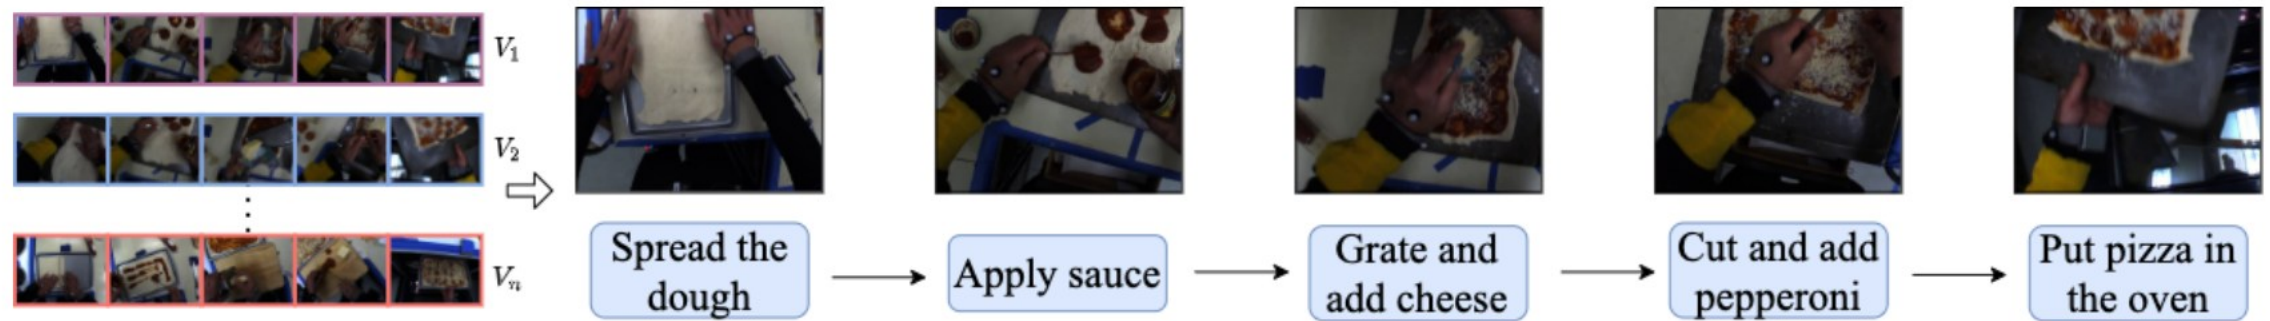 V1
V2
Vn
Spread the
dough
Apply sauce
Grate and
add cheese
Cut and add
pepperoni
Put pizza in
the oven